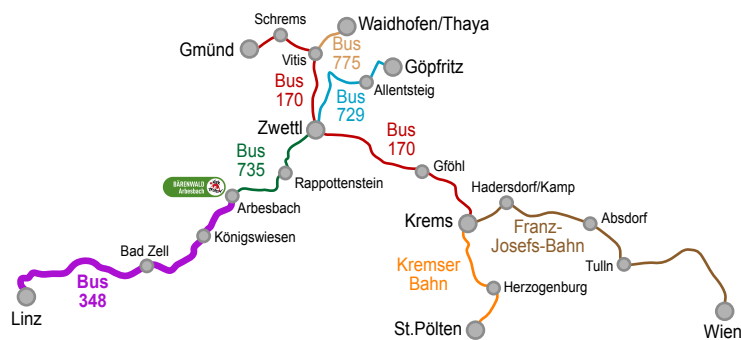 Schrems
Waidhofen/Thaya
Gmünd
Vitis
Bus
775
Göpfritz
Allentsteig
Bus
170
Bus
729
Zwettl
Bus
170
Bus
735
Gföhl
Rappottenstein
BÄRENWALD
Arbesbach
Arbesbach
Hadersdorf/Kamp
Krems
Absdorf
Franz-
Josefs-Bahn
Königswiesen
Bad Zell
Kremser
Bahn
Tulln
Bus
348
Herzogenburg
Linz
St.Pölten
Wien